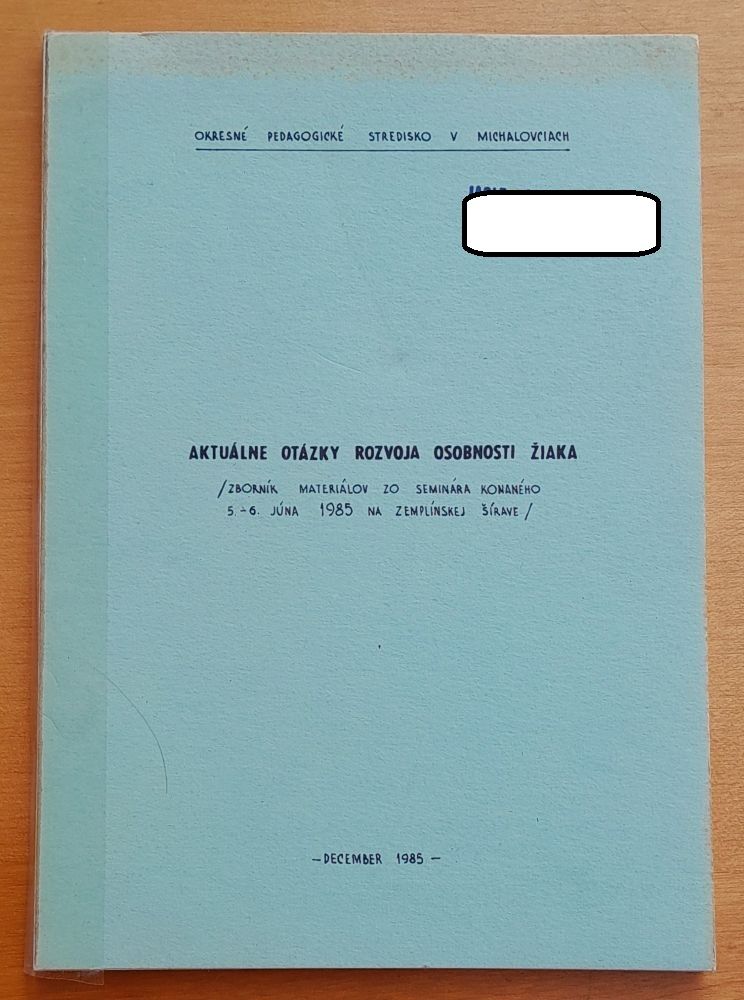 OKRESNÉ PEDAGOGICKÉ STREDISKO V MICHALOVCIACH
AKTUÁLNE OTÁZKY ROZVOJA OSOBNOSTI ŽIAKA
/ZBORNÍK MATERIÁLOV ZO SEMINÁRA KONANÉHO
5.-6. JÚNA 1985 NA ZEMPLÍNSKEJ ŠÍRAVE/
-DECEMBER 1985-